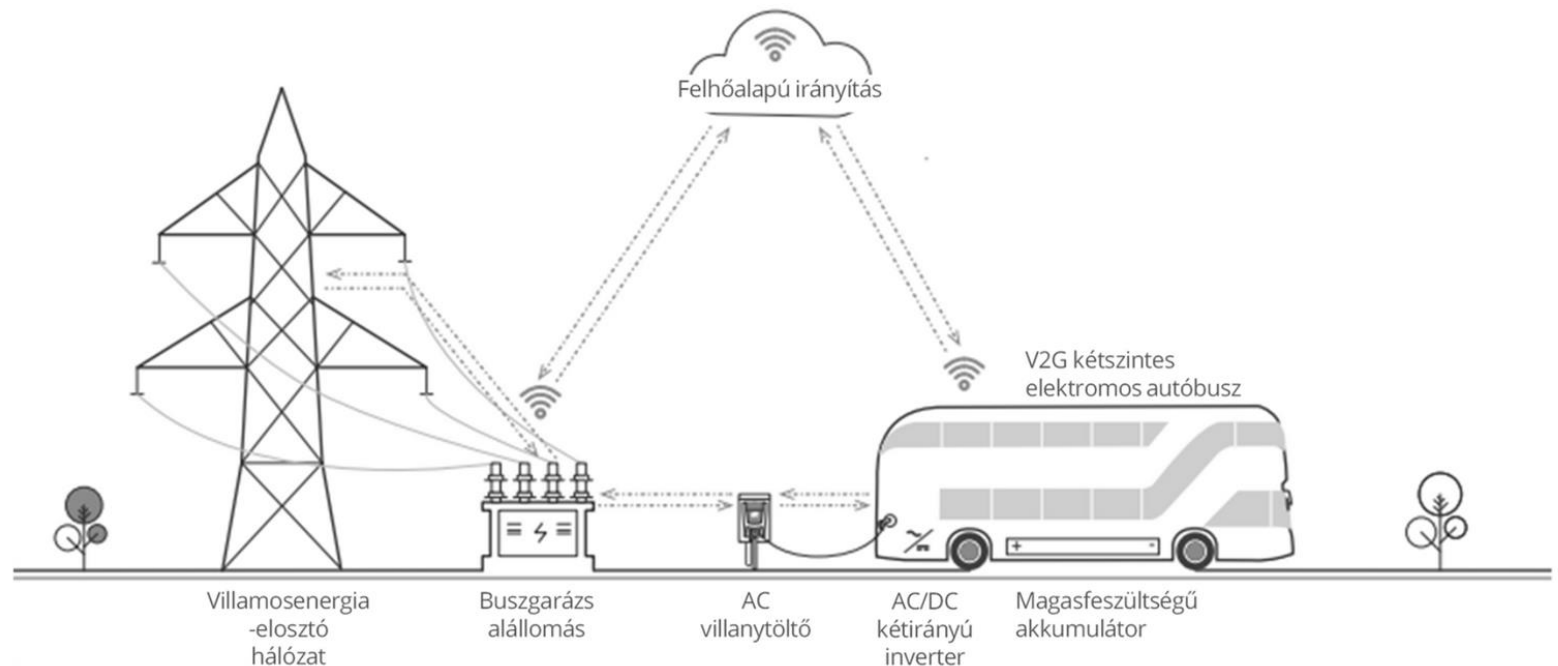 Felhőalapú irányítás
V2G kétszintes
elektromos autóbusz
Villamosenergia
-elosztó
hálózat
Buszgarázs
alállomás
AC
villanytöltő
AC/DC
kétirányú
inverter
Magasfeszültségű
akkumulátor